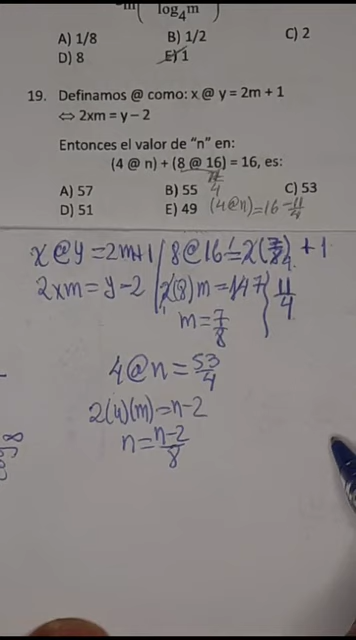 log₄m
A) 1/8 B) 1/2 C) 2
D) 8 E) 1
19. Definamos @ como: x @ y = 2m + 1
⇔ 2xm = y – 2
Entonces el valor de “n” en:
(4 @ n) + (8 @ 16) = 16, es:
11/4
A) 57 B) 55 C) 53
D) 51 E) 49 (4@n)=16-11/4
x@y=2m+1 8@16=2(7/8)+1
2xm=y-2 2(8)m=14 11/4
m=7/8
4@n=53/4
2(4)(m)=n-2
n=n-2/8